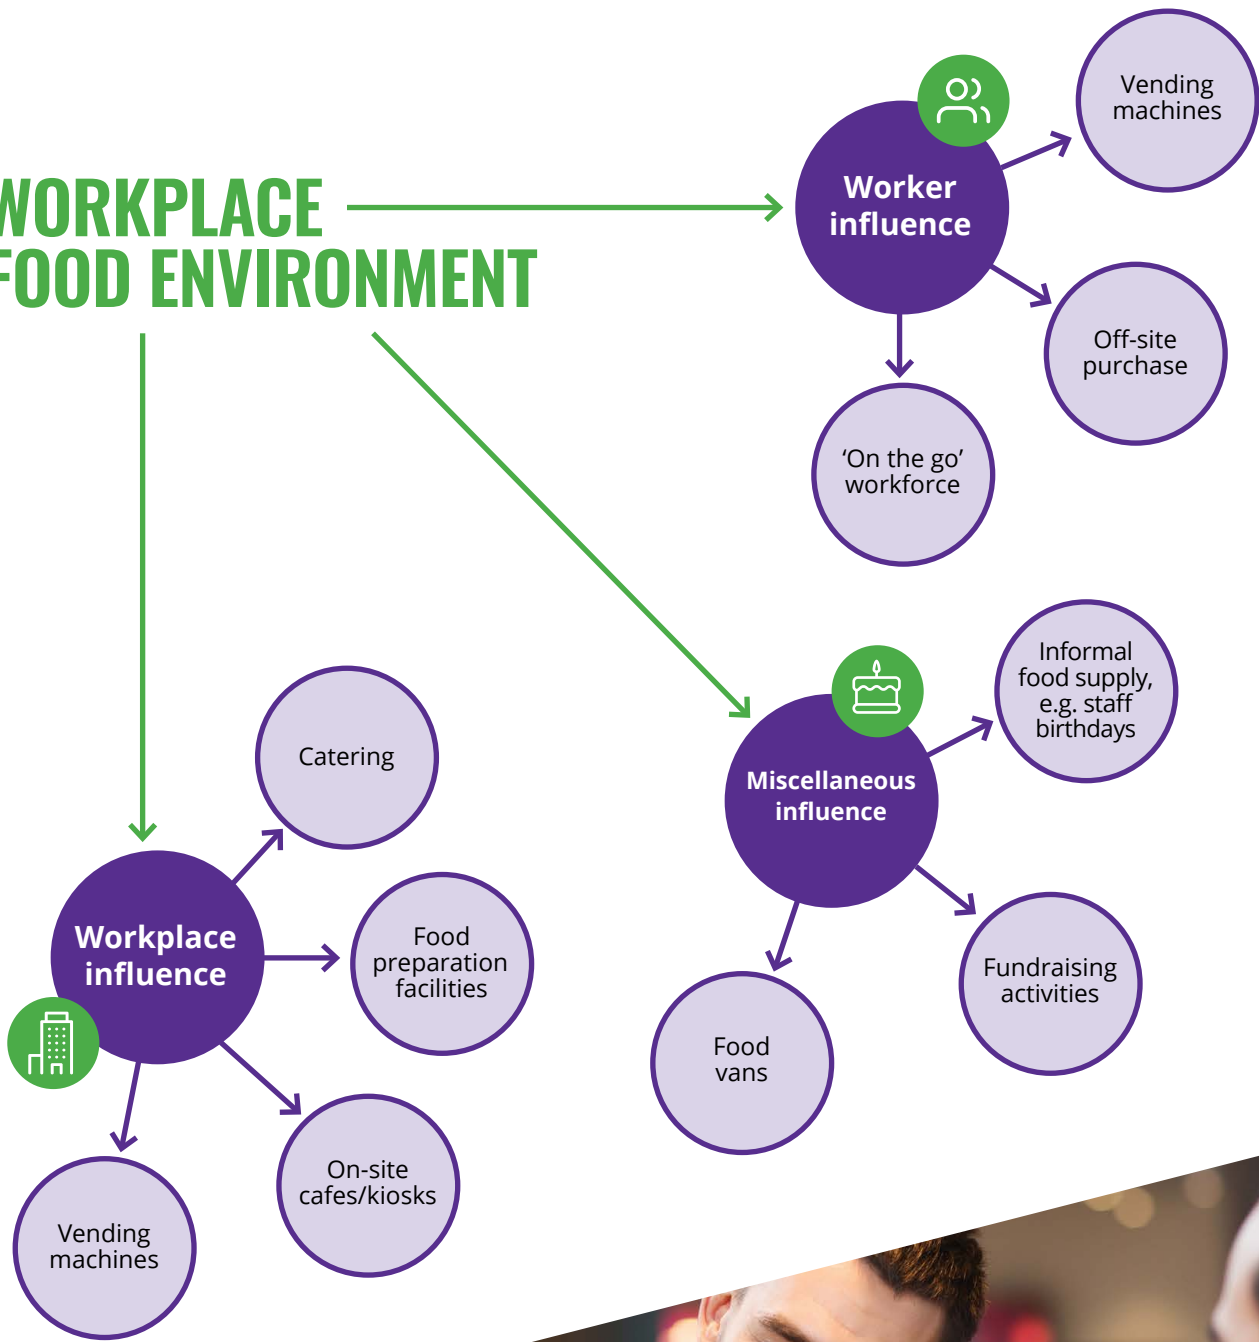 WORKPLACE
FOOD ENVIRONMENT
Worker
influence
Vending
machines
Off-site
purchase
‘On the go’
workforce
Miscellaneous
influence
Informal
food supply,
e.g. staff
birthdays
Fundraising
activities
Food
vans
Workplace
influence
Catering
Food
preparation
facilities
On-site
cafes/kiosks
Vending
machines